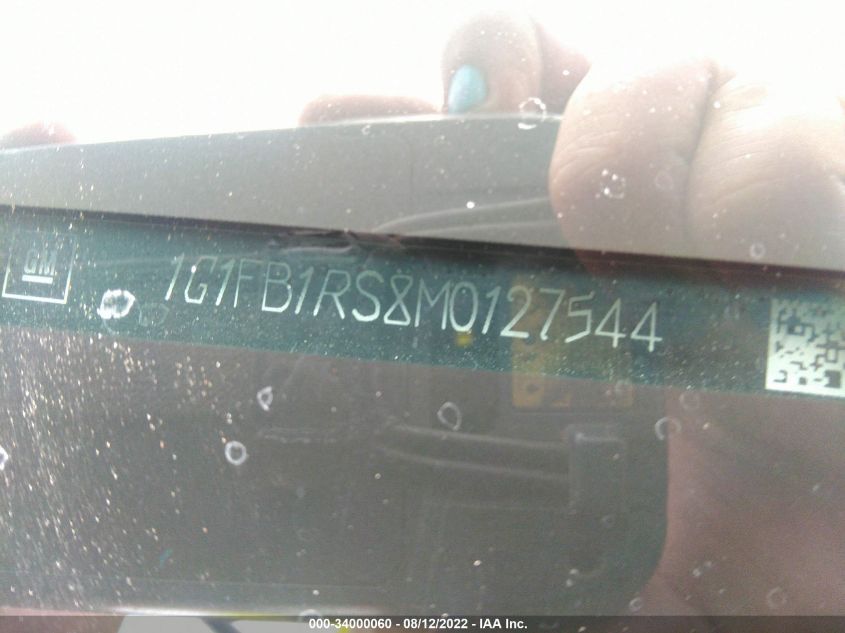 GM
1G1FB1RS8M0127544
000-34000060 - 08/12/2022 - IAA Inc.